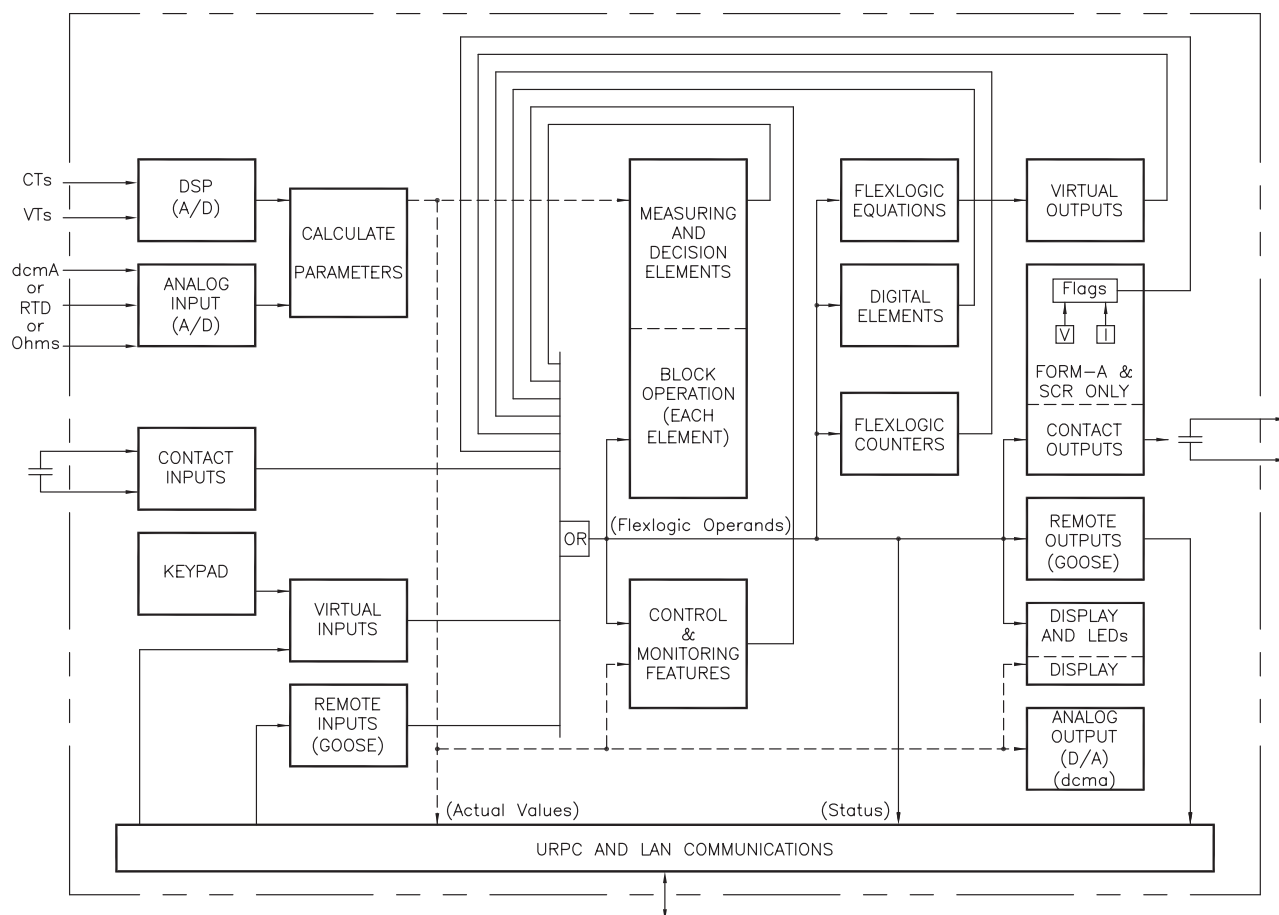 CTs
VTs
DSP
(A/D)
dcmA
or
RTD
or
Ohms
ANALOG
INPUT
(A/D)
CALCULATE
PARAMETERS
MEASURING
AND
DECISION
ELEMENTS
BLOCK
OPERATION
(EACH
ELEMENT)
FLEXLOGIC
EQUATIONS
DIGITAL
ELEMENTS
FLEXLOGIC
COUNTERS
VIRTUAL
OUTPUTS
Flags
V
I
FORM-A &
SCR ONLY
CONTACT
OUTPUTS
CONTACT
INPUTS
KEYPAD
VIRTUAL
INPUTS
REMOTE
INPUTS
(GOOSE)
OR
(Flexlogic Operands)
CONTROL
&
MONITORING
FEATURES
REMOTE
OUTPUTS
(GOOSE)
DISPLAY
AND LEDs
DISPLAY
ANALOG
OUTPUT
(D/A)
(dcma)
(Actual Values)
(Status)
URPC AND LAN COMMUNICATIONS